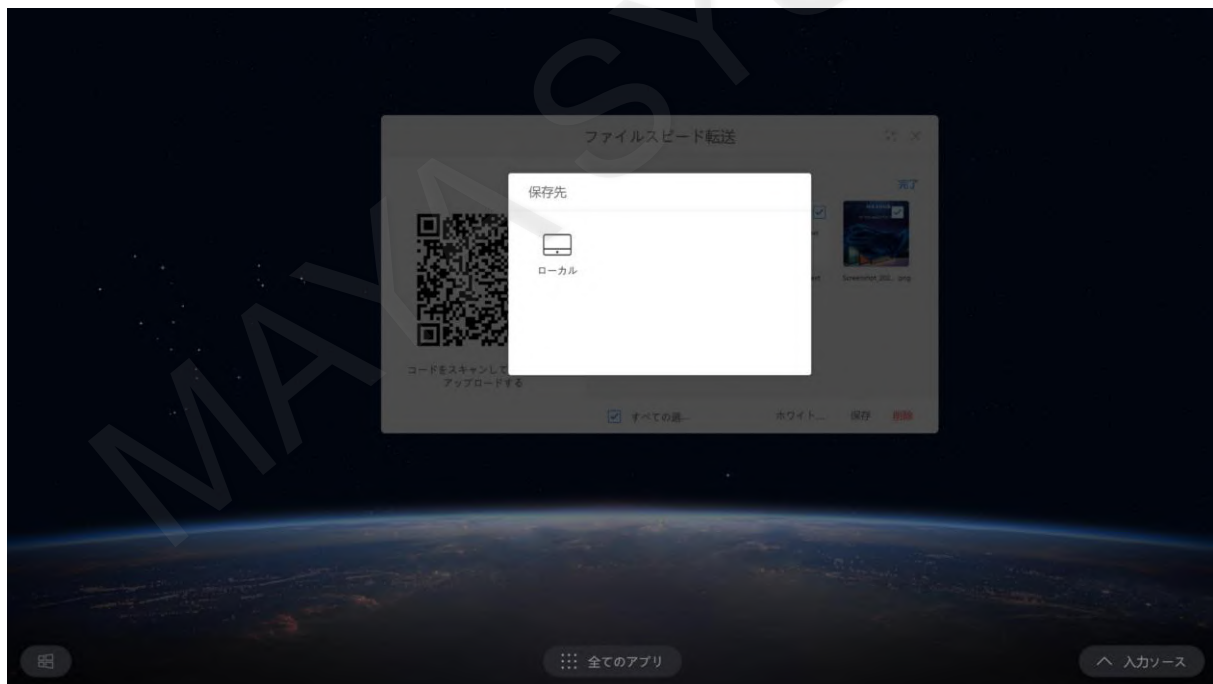 ファイルスピード転送
完了
保存先
ローカル
Screenshot_202... .png
コードをスキャンして
アップロードする
すべての選...
ホワイト...
保存
削除
全てのアプリ
入力ソース